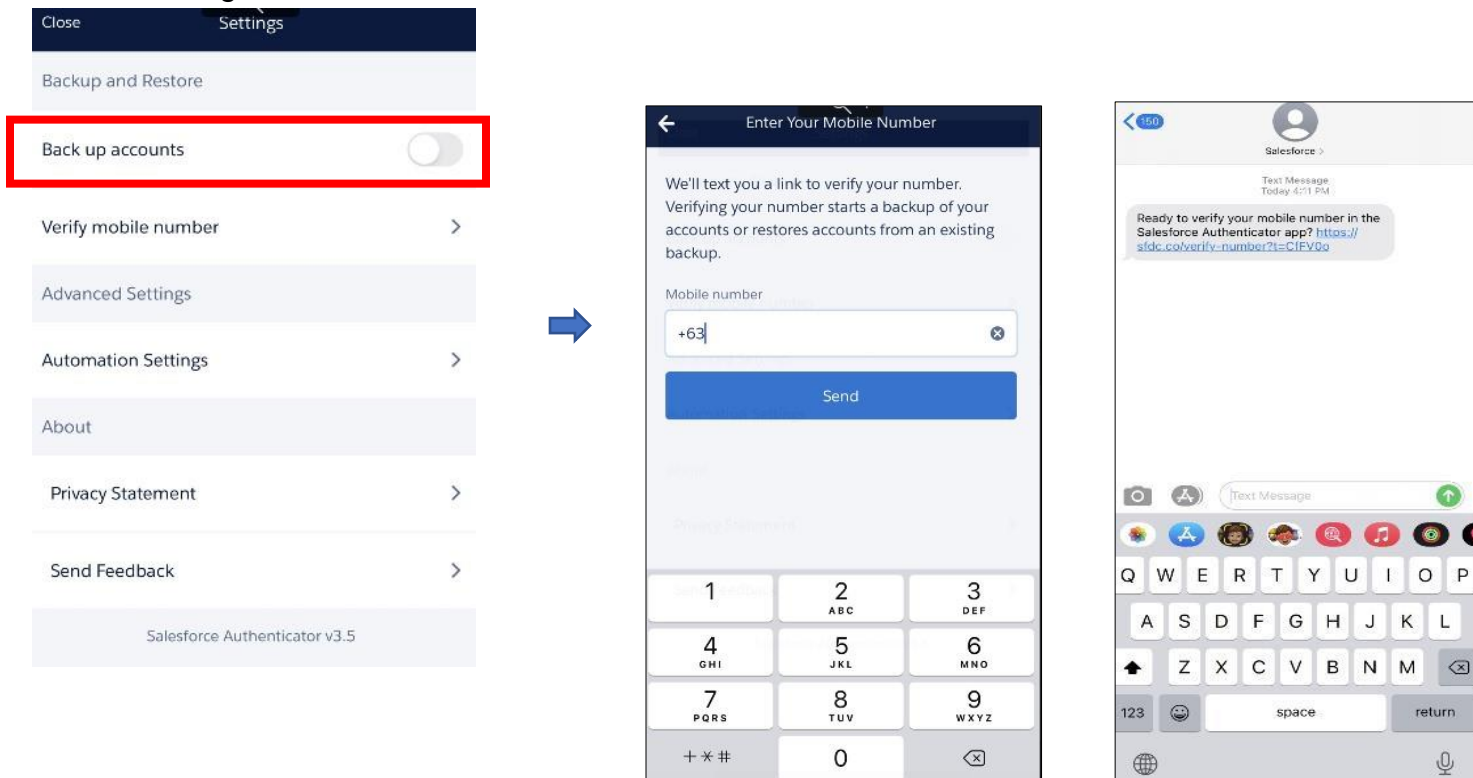 Close
Settings
Backup and Restore
Back up accounts
Verify mobile number
Advanced Settings
Automation Settings
About
Privacy Statement
Send Feedback
Salesforce Authenticator v3.5
Enter Your Mobile Number
We'll text you a link to verify your number.
Verifying your number starts a backup of your
accounts or restores accounts from an existing
backup.
Mobile number
+63
Send
1
2
ABC
3
DEF
4
GHI
5
JKL
6
MNO
7
PQRS
8
TUV
9
WXYZ
+*#
0
150
Salesforce >
Text Message
Today 4:11 PM
Ready to verify your mobile number in the
Salesforce Authenticator app? https://
sfdc.co/verify-number?t=CfFV0o
Text Message
Q W E R T Y U I O P
A S D F G H J K L
Z X C V B N M
123
space
return